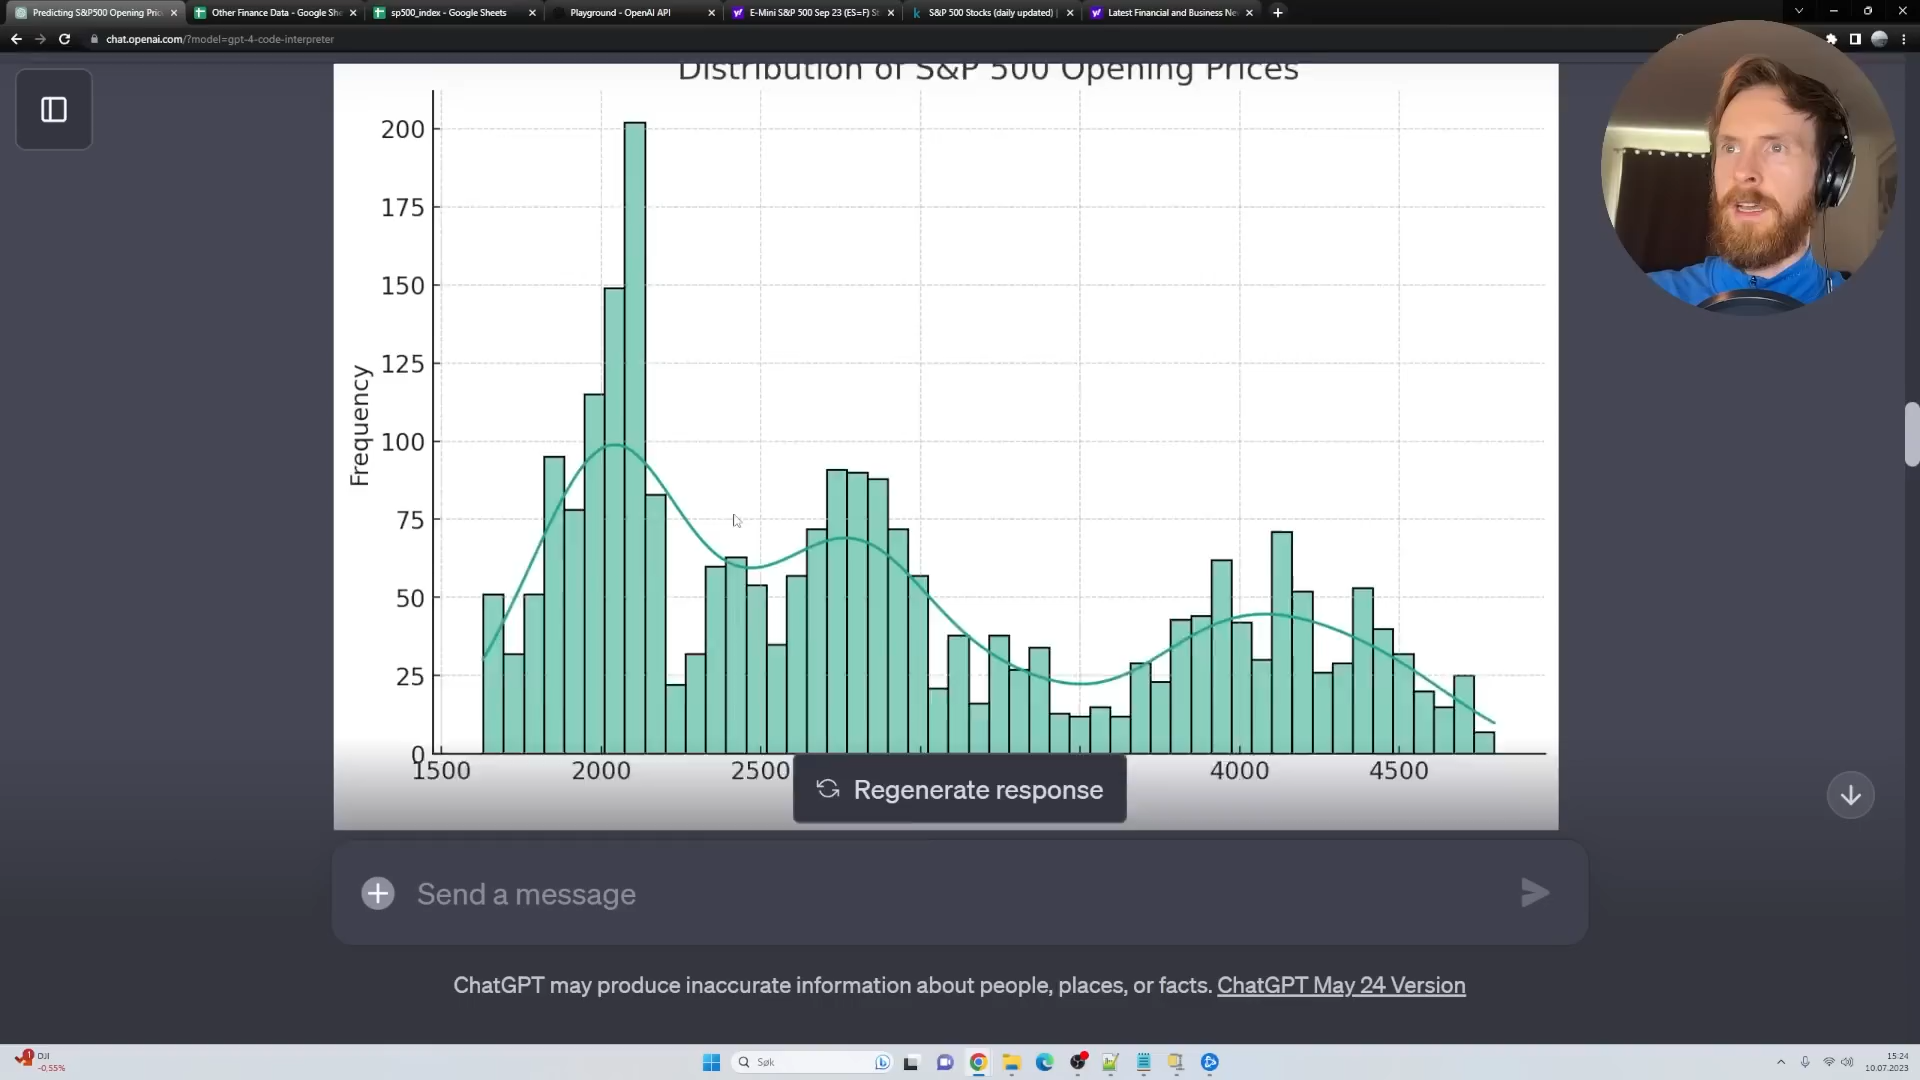 Predicting S&P500 Opening Pric
Other Finance Data - Google She
sp500_index - Google Sheets
Playground - OpenAI API
E-Mini S&P 500 Sep 23 (ES=F) St
S&P 500 Stocks (daily updated) |
Latest Financial and Business Ne
chat.openai.com/?model=gpt-4-code-interpreter
Distribution of S&P 500 Opening Prices
Frequency
200
175
150
125
100
75
50
25
0
1500 2000 2500 4000 4500
Regenerate response
Send a message
ChatGPT may produce inaccurate information about people, places, or facts. ChatGPT May 24 Version
1
DJI
-0.55%
Søk
15:24
10.07.2023